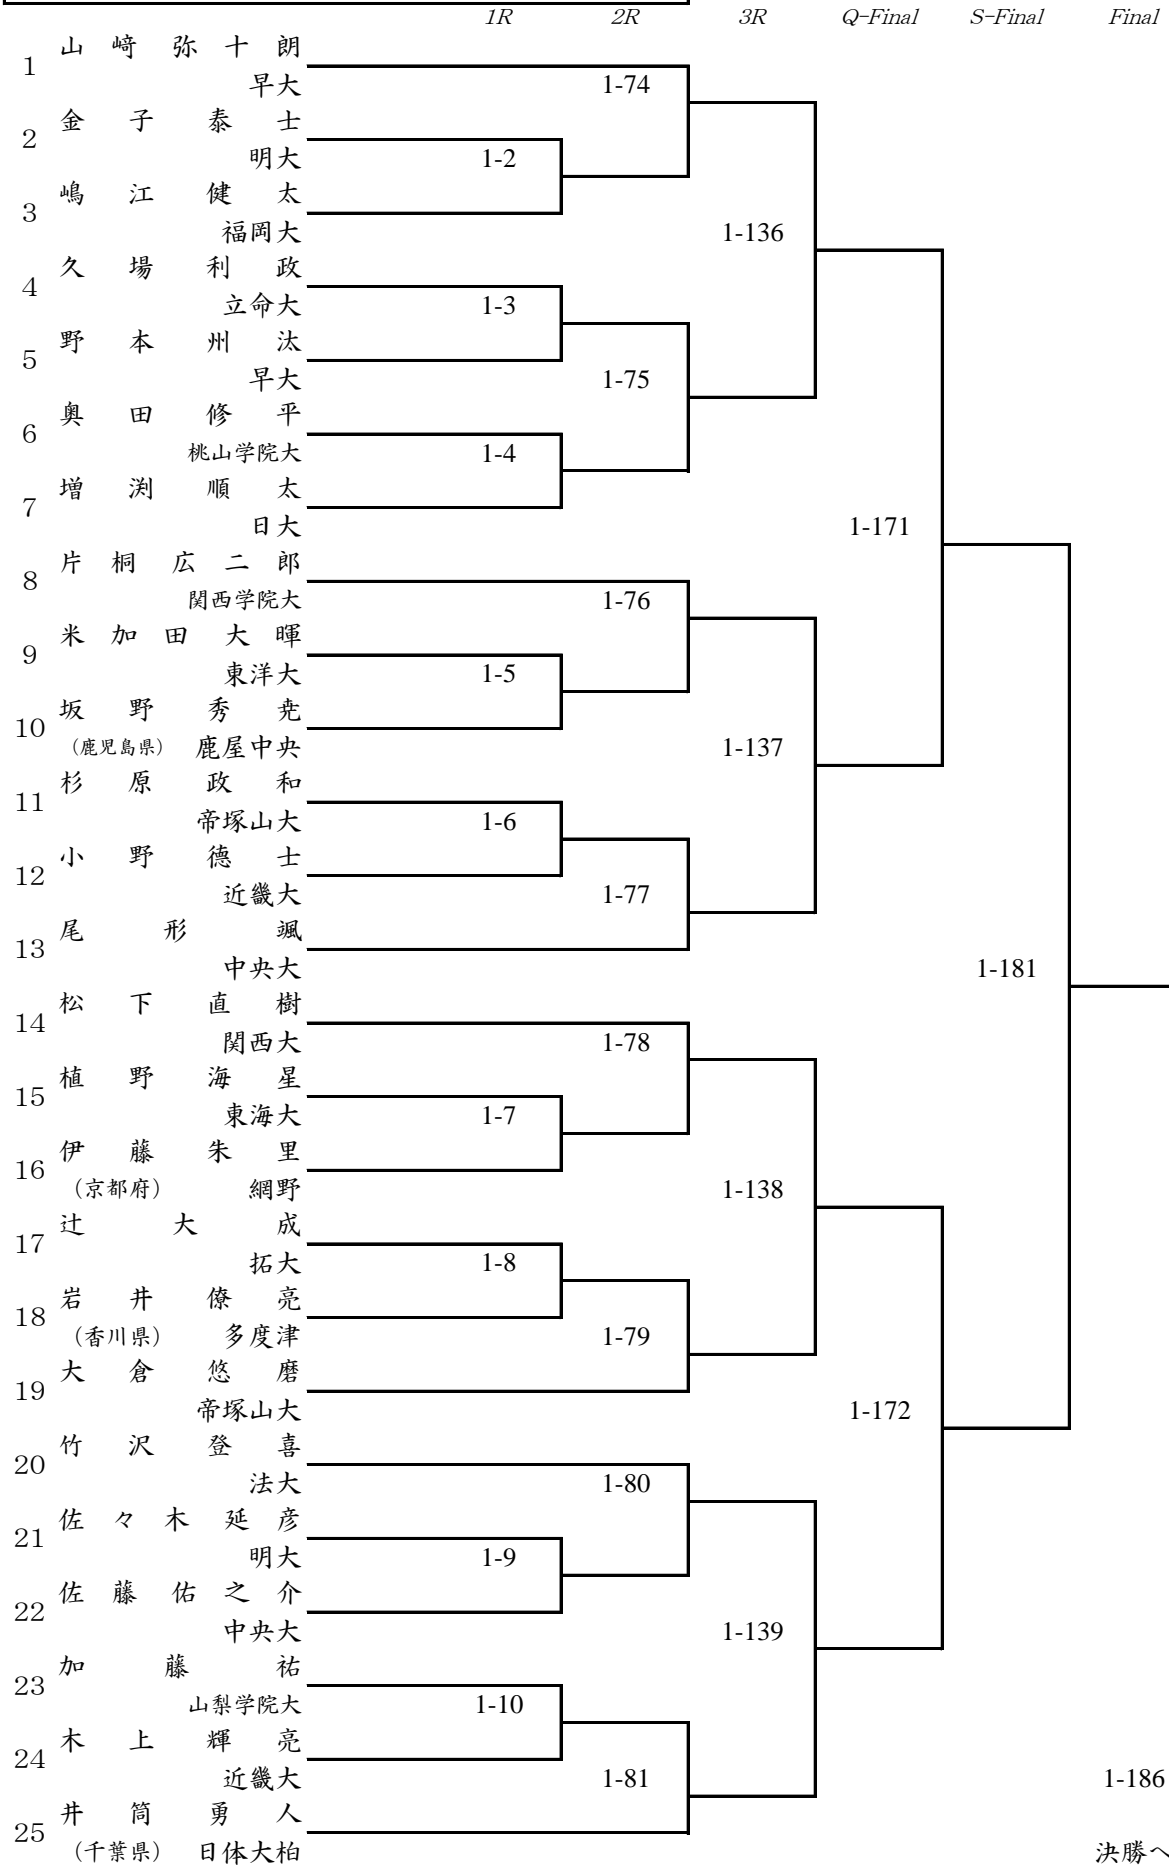 1R 2R 3R Q-Final S-Final Final
1 山﨑弥十朗
早大 1-74
2 金子泰士
明大 1-2
3 嶋江健太
福岡大 1-136
4 久場利政
立命大 1-3
5 野本州汰
早大 1-75
6 奥田修平
桃山学院大 1-4
7 増渕順太
日大 1-171
8 片桐広二郎
関西学院大 1-76
9 米加田大暉
東洋大 1-5
10 坂野秀尭
(鹿児島県) 鹿屋中央 1-137
11 杉原政和
帝塚山大 1-6
12 小野德士
近畿大 1-77
13 尾形颯
中央大 1-181
14 松下直樹
関西大 1-78
15 植野海星
東海大 1-7
16 伊藤朱里
(京都府) 網野 1-138
17 辻大成
拓大 1-8
18 岩井僚亮
(香川県) 多度津 1-79
19 大倉悠磨
帝塚山大 1-172
20 竹沢登喜
法大 1-80
21 佐々木延彦
明大 1-9
22 佐藤佑之介
中央大 1-139
23 加藤祐
山梨学院大 1-10
24 木上輝亮
近畿大 1-81 1-186
25 井筒勇人
(千葉県) 日体大柏 決勝へ